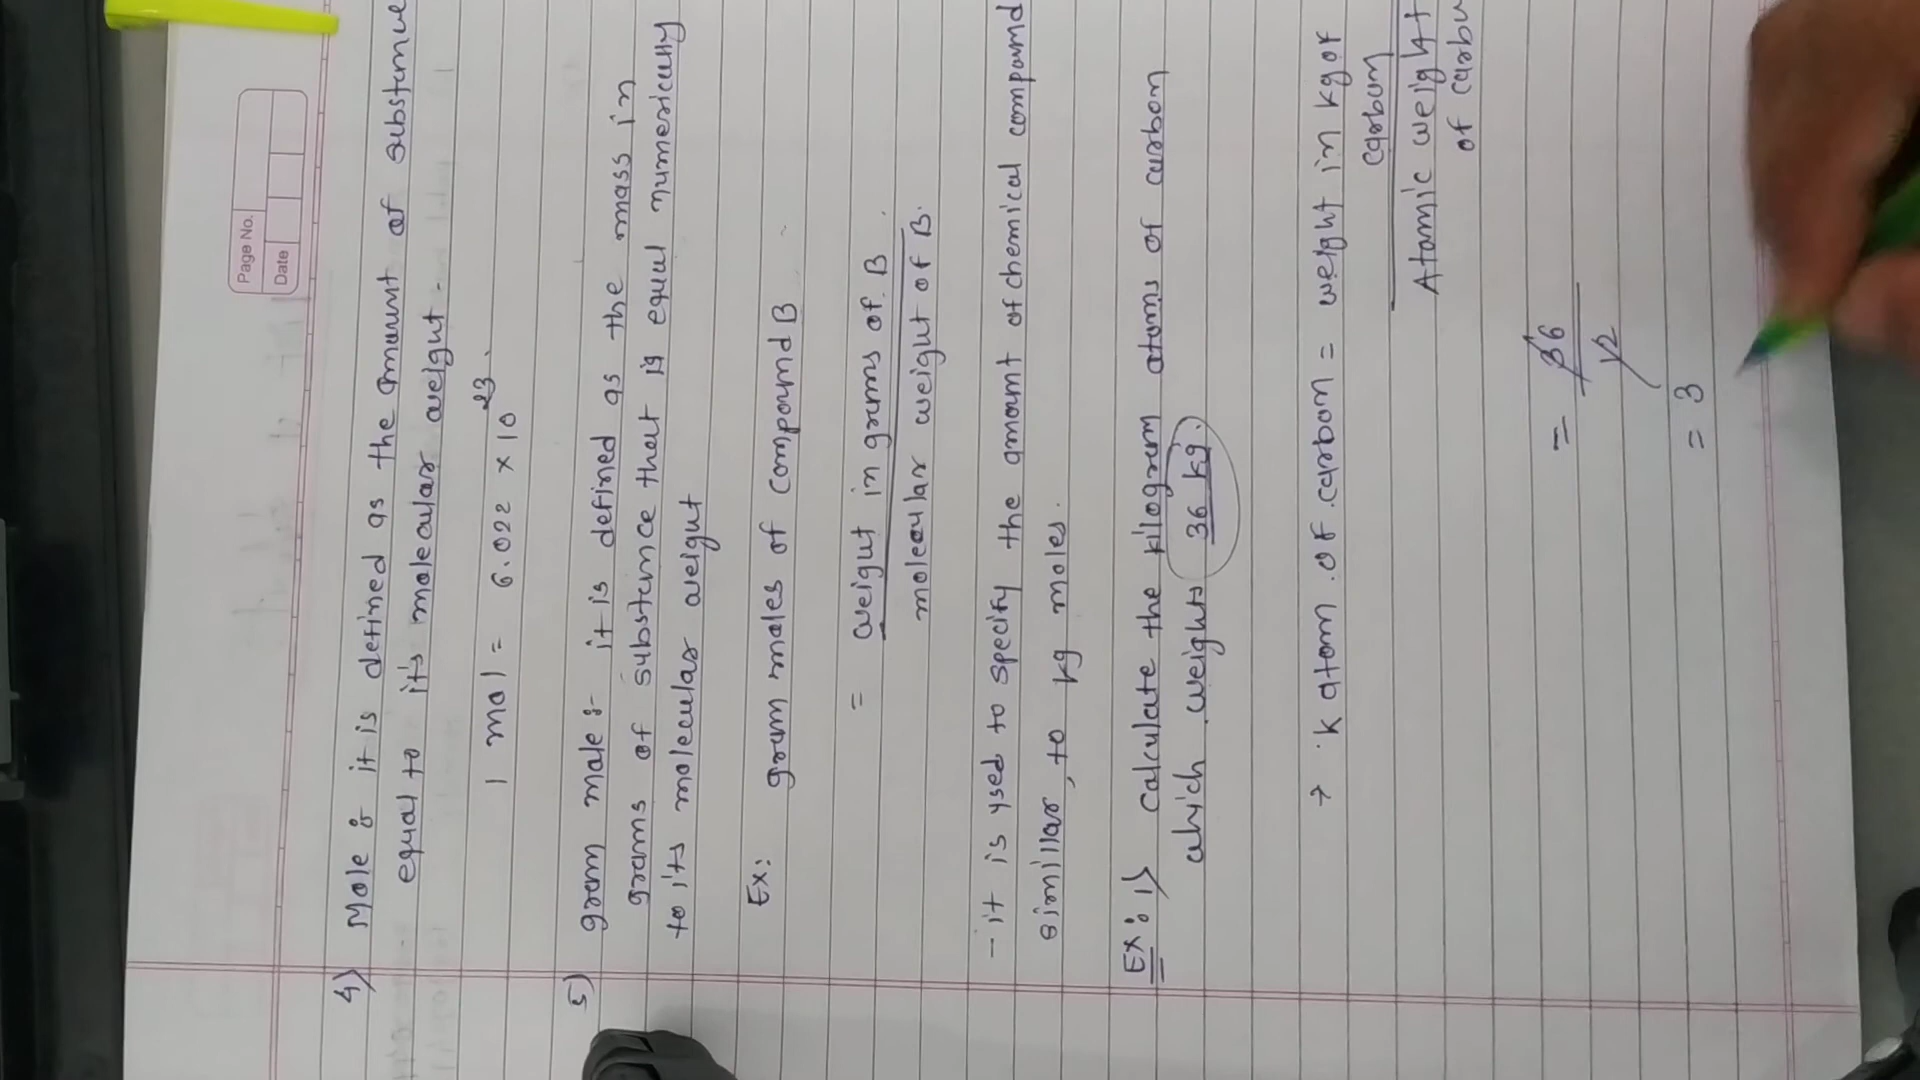 Page No.
Date
4) Mole : it is defined as the amount of substance
equal to it's molecular weight.
1 mol = 6.022 × 10²³.
5) gram mole :- it is defined as the mass in
grams of substance that is equal numerically
to it's molecular weight
Ex: gram moles of compound B
= weight in grams of B.
molecular weight of B.
- it is used to specify the amount of chemical compound
similar, to kg moles.
Ex: 1) calculate the kilogram atoms of carbon
which weights 36 kg.
→ k atom of carbon = weight in kg of
carbon
Atomic weight
of carbo
= 36
12
= 3